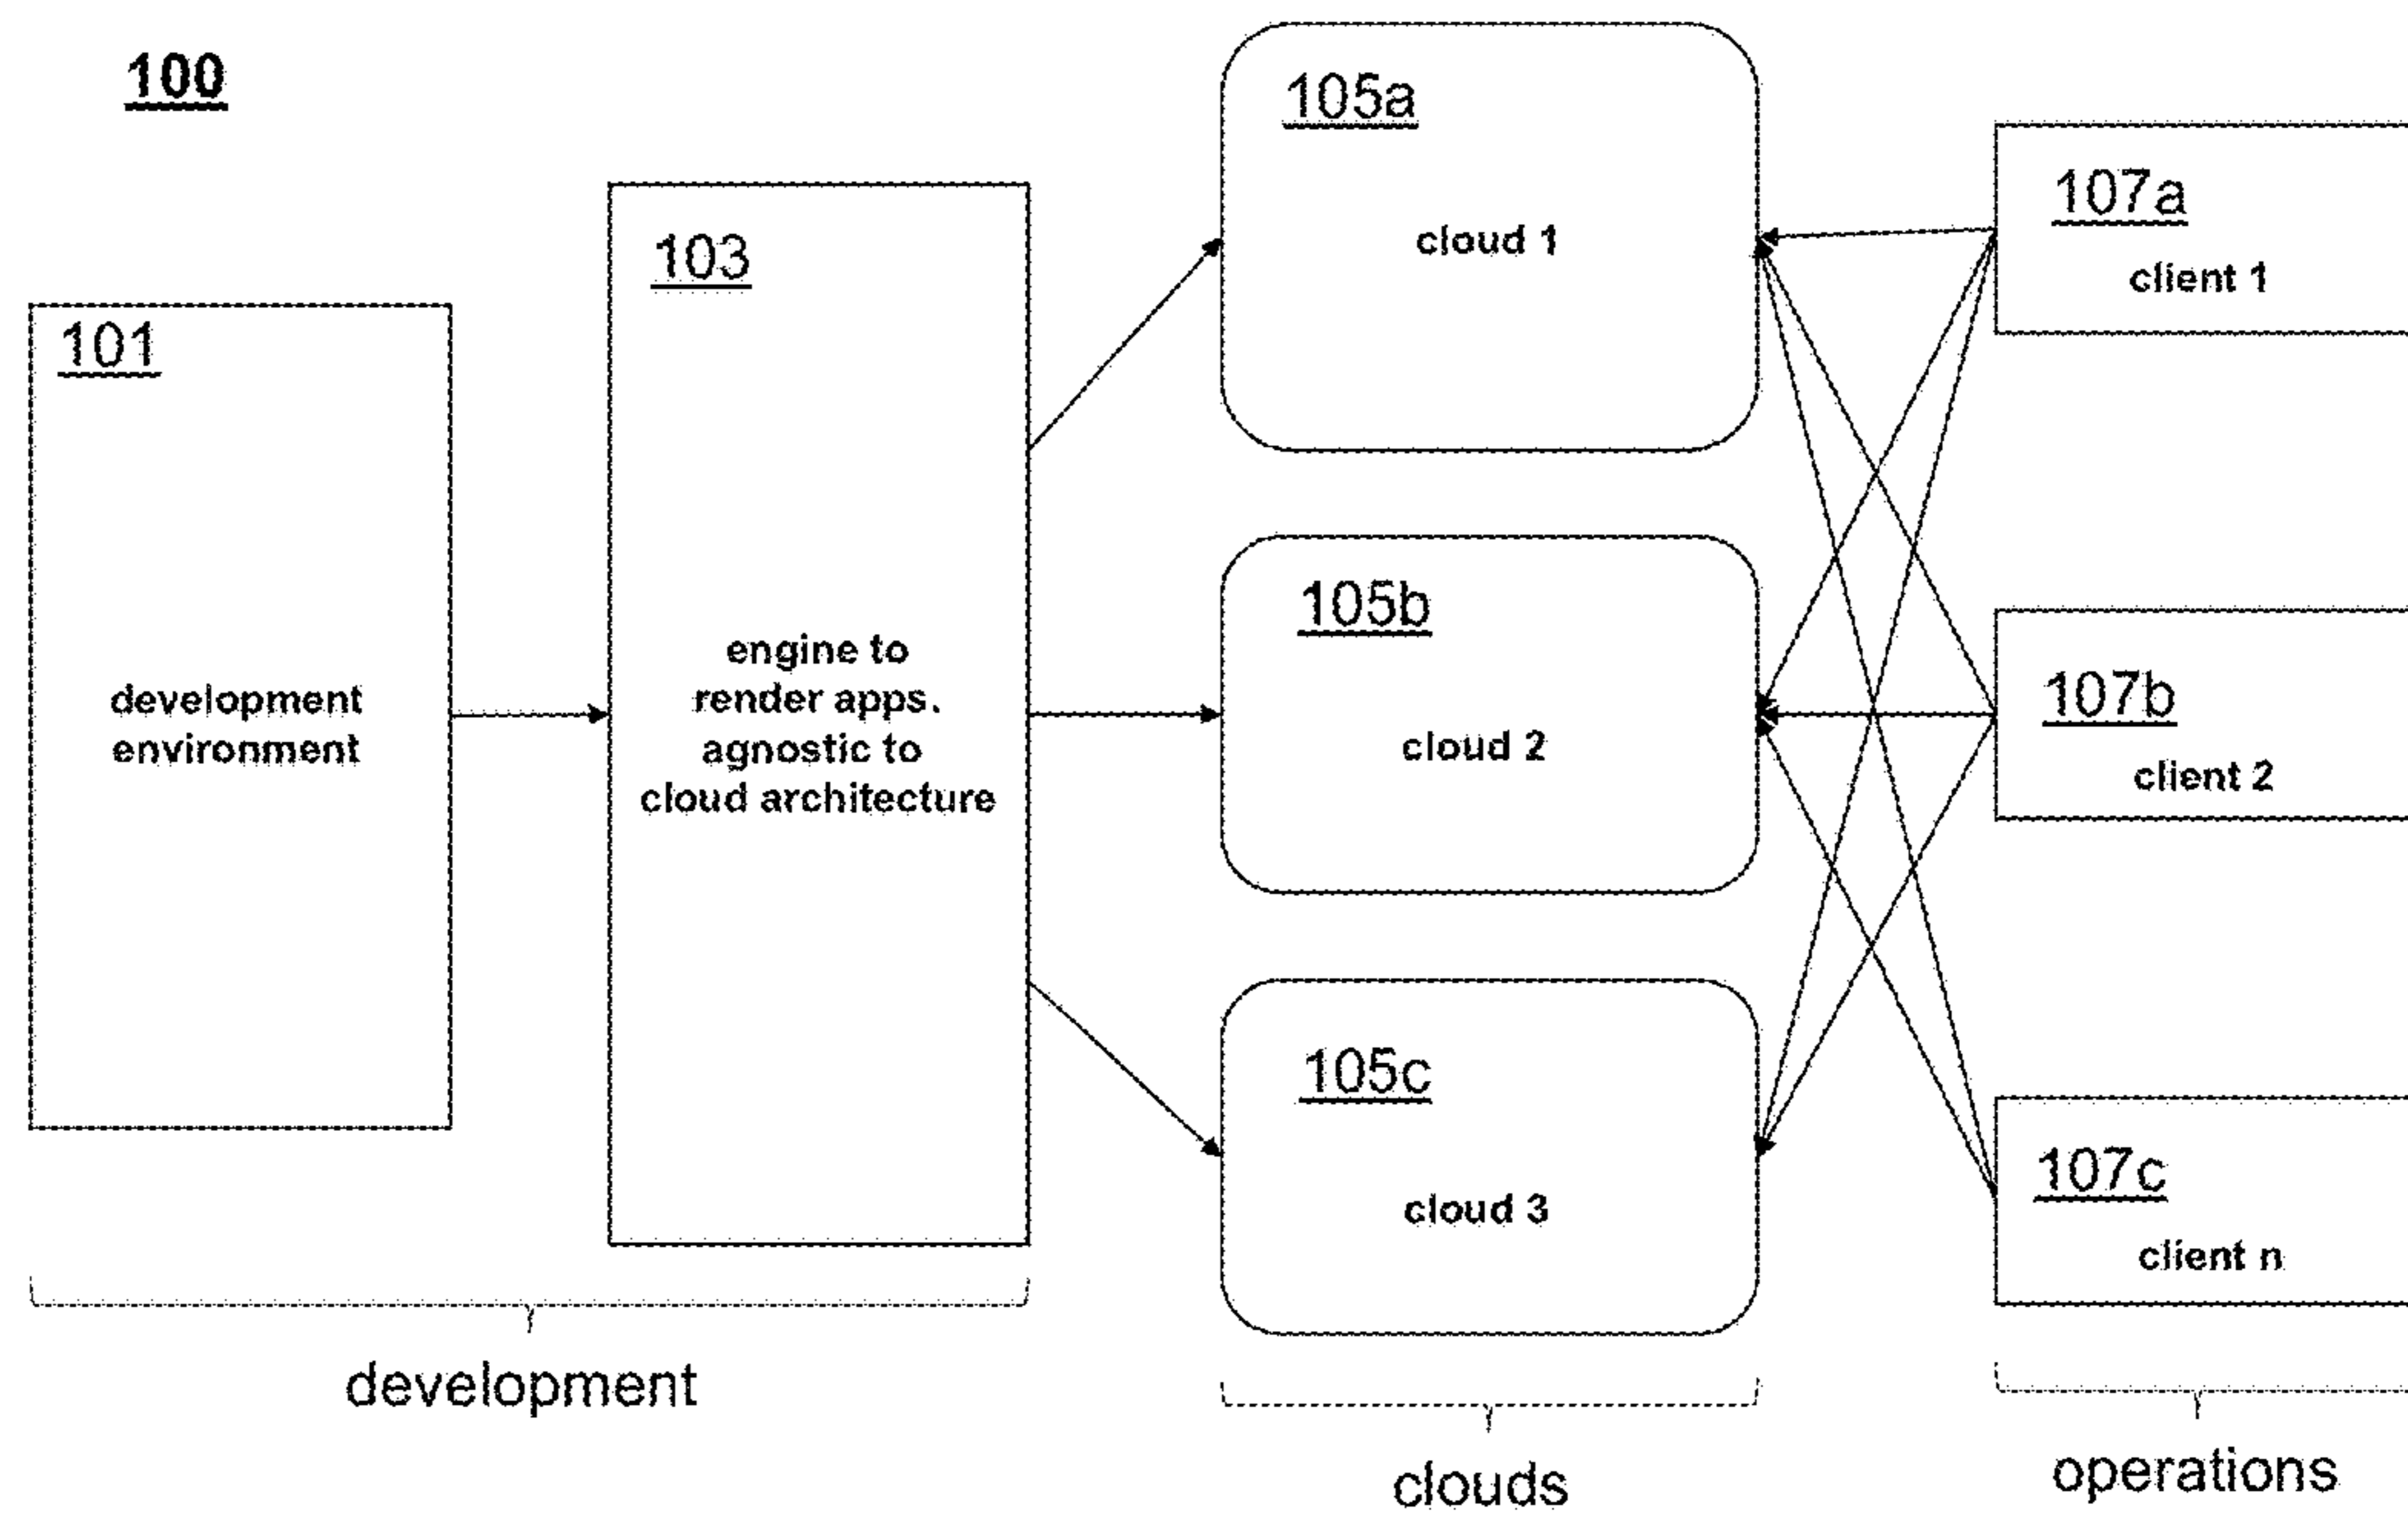 100
101
development
environment
103
engine to
render apps.
agnostic to
cloud architecture
105a
cloud 1
105b
cloud 2
105c
cloud 3
107a
client 1
107b
client 2
107c
client n
development
clouds
operations